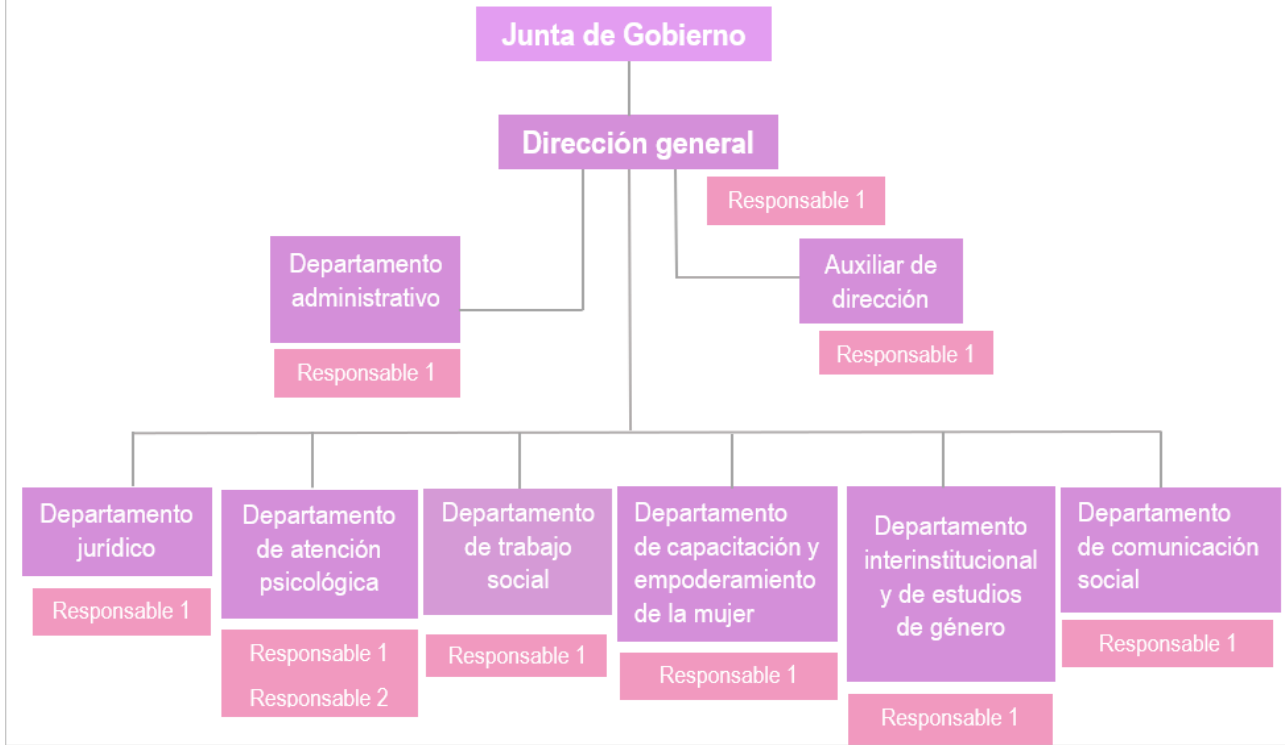 Junta de Gobierno
Dirección general
Responsable 1
Departamento
administrativo
Responsable 1
Auxiliar de
dirección
Responsable 1
Departamento
jurídico
Responsable 1
Departamento
de atención
psicológica
Responsable 1
Responsable 2
Departamento
de trabajo
social
Responsable 1
Departamento
de capacitación y
empoderamiento
de la mujer
Responsable 1
Departamento
interinstitucional
y de estudios
de género
Responsable 1
Departamento
de comunicación
social
Responsable 1